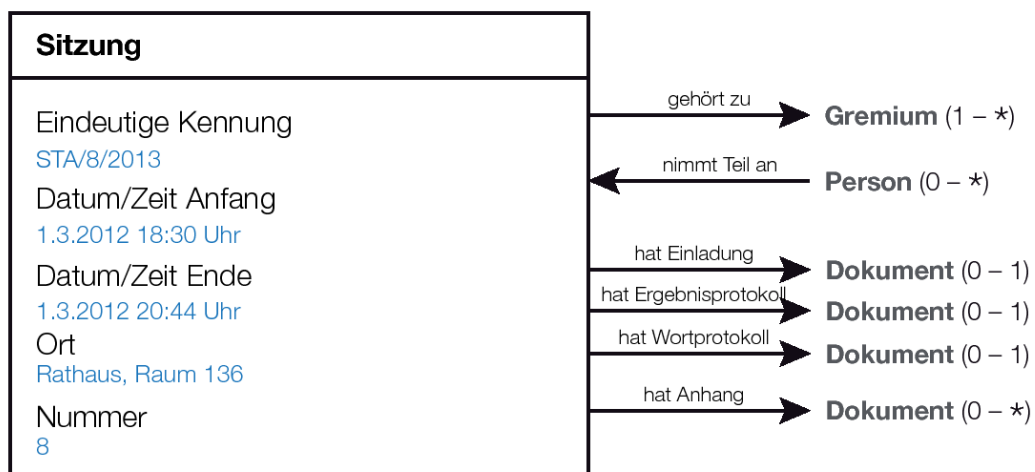 Sitzung
Eindeutige Kennung
STA/8/2013
Datum/Zeit Anfang
1.3.2012 18:30 Uhr
Datum/Zeit Ende
1.3.2012 20:44 Uhr
Ort
Rathaus, Raum 136
Nummer
8
gehört zu
Gremium (1 – *)
nimmt Teil an
Person (0 – *)
hat Einladung
Dokument (0 – 1)
hat Ergebnisprotokoll
Dokument (0 – 1)
hat Wortprotokoll
Dokument (0 – 1)
hat Anhang
Dokument (0 – *)